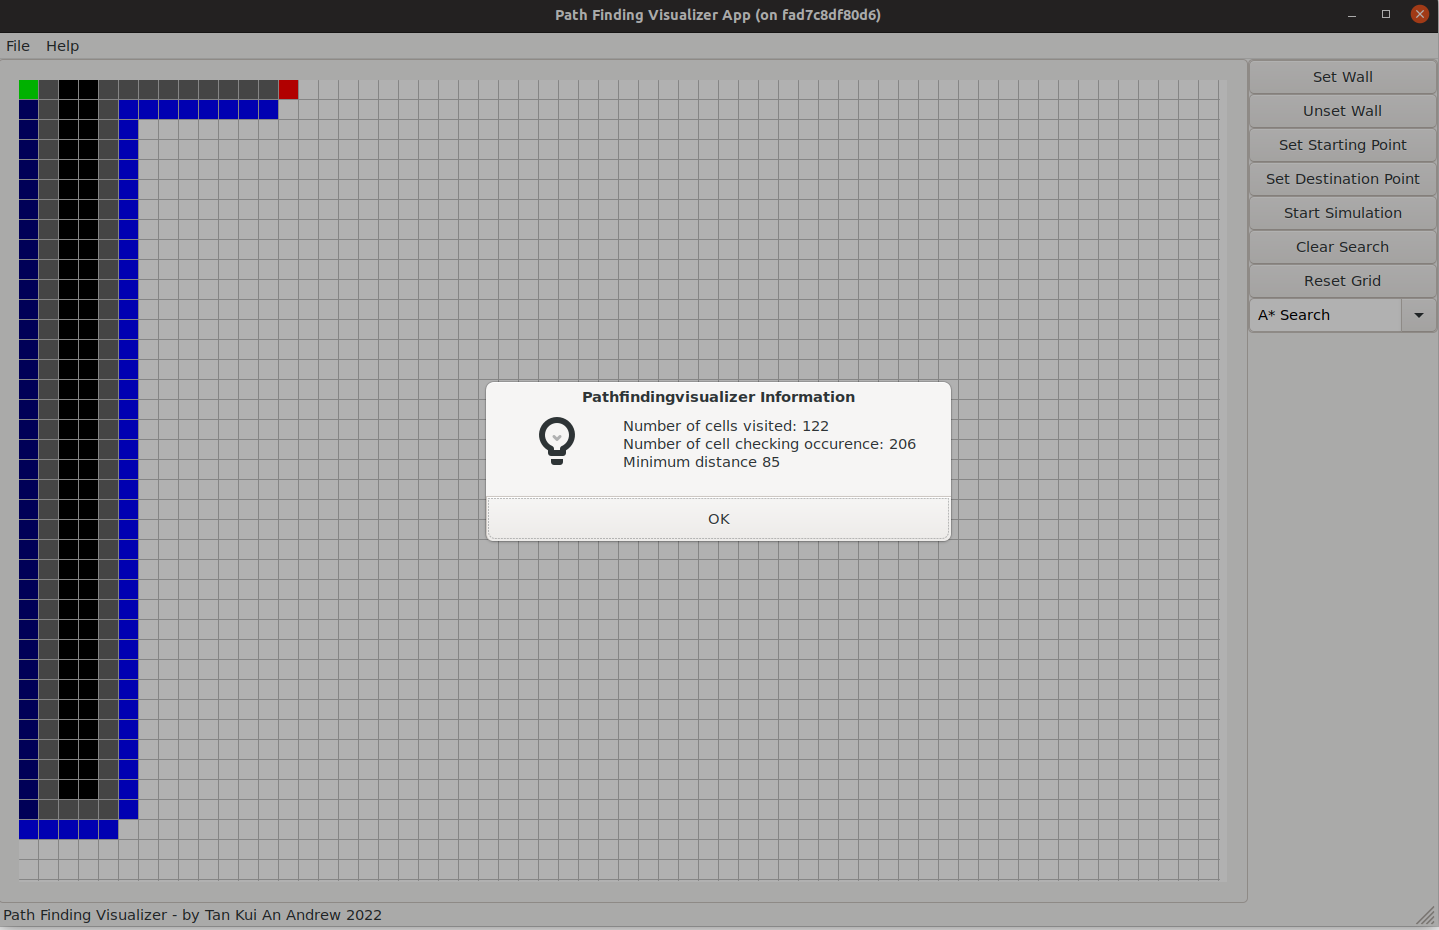 Path Finding Visualizer App (on fad7c8df80d6)
File Help
Set Wall
Unset Wall
Set Starting Point
Set Destination Point
Start Simulation
Clear Search
Reset Grid
A* Search
Pathfindingvisualizer Information
Number of cells visited: 122
Number of cell checking occurence: 206
Minimum distance 85
OK
Path Finding Visualizer - by Tan Kui An Andrew 2022